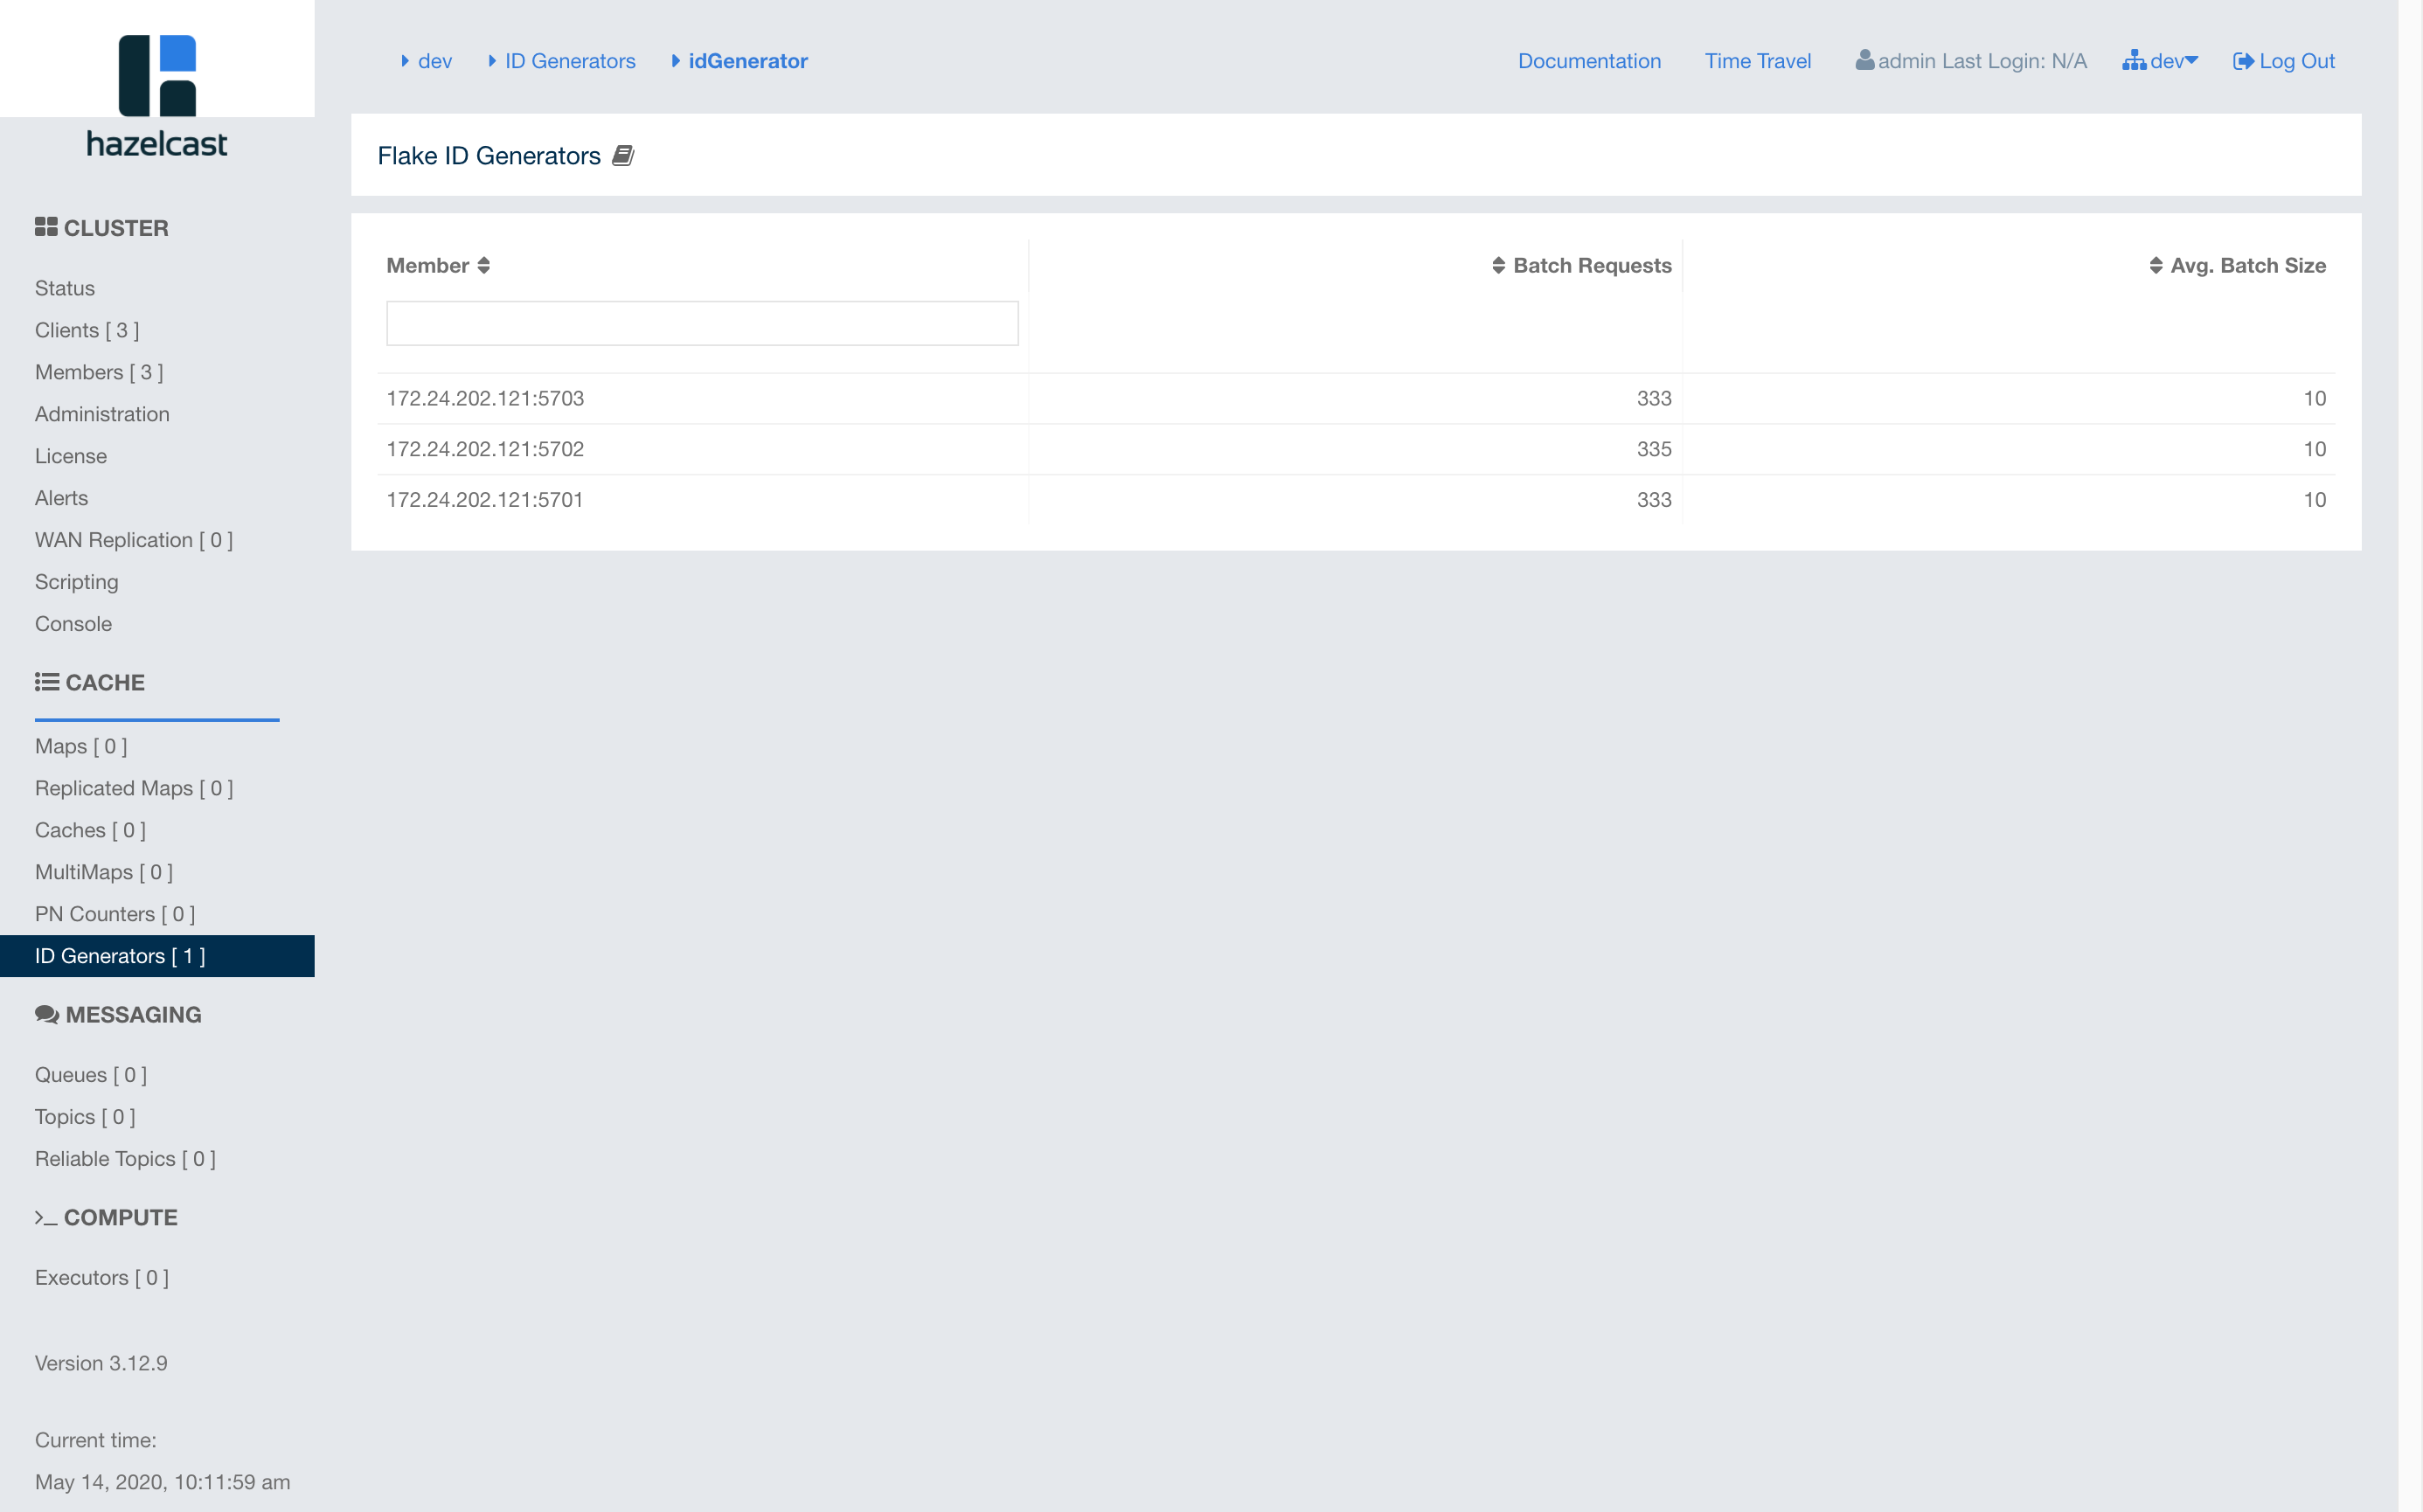 hazelcast
CLUSTER
Status
Clients [ 3 ]
Members [ 3 ]
Administration
License
Alerts
WAN Replication [ 0 ]
Scripting
Console
CACHE
Maps [ 0 ]
Replicated Maps [ 0 ]
Caches [ 0 ]
MultiMaps [ 0 ]
PN Counters [ 0 ]
ID Generators [ 1 ]
MESSAGING
Queues [ 0 ]
Topics [ 0 ]
Reliable Topics [ 0 ]
COMPUTE
Executors [ 0 ]
Version 3.12.9
Current time:
May 14, 2020, 10:11:59 am
dev ID Generators idGenerator Documentation Time Travel admin Last Login: N/A dev Log Out
Flake ID Generators
Member Batch Requests Avg. Batch Size
172.24.202.121:5703 333 10
172.24.202.121:5702 335 10
172.24.202.121:5701 333 10